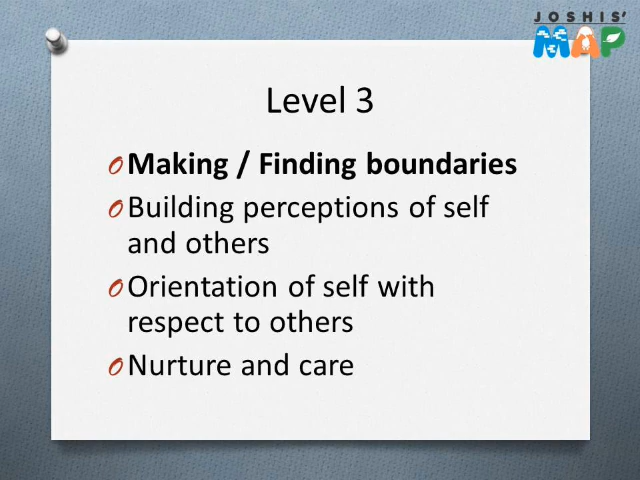 JOSHIS'
MAP
Level 3
Making / Finding boundaries
Building perceptions of self
and others
Orientation of self with
respect to others
Nurture and care